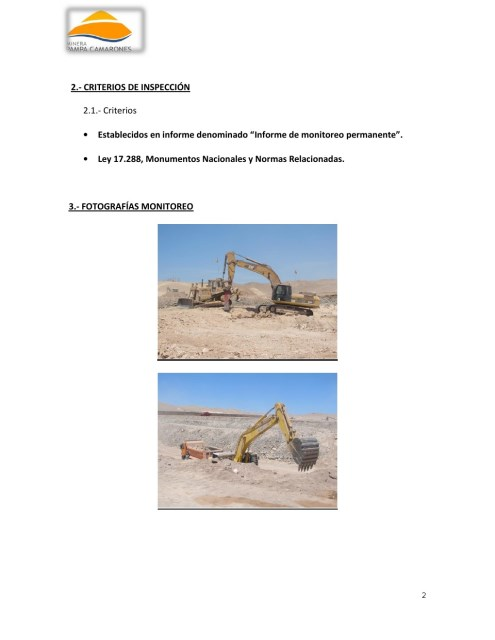 MINERA
PAMPA CAMARONES
2.- CRITERIOS DE INSPECCIÓN
2.1.- Criterios
• Establecidos en informe denominado “Informe de monitoreo permanente”.
• Ley 17.288, Monumentos Nacionales y Normas Relacionadas.
3.- FOTOGRAFÍAS MONITOREO
2